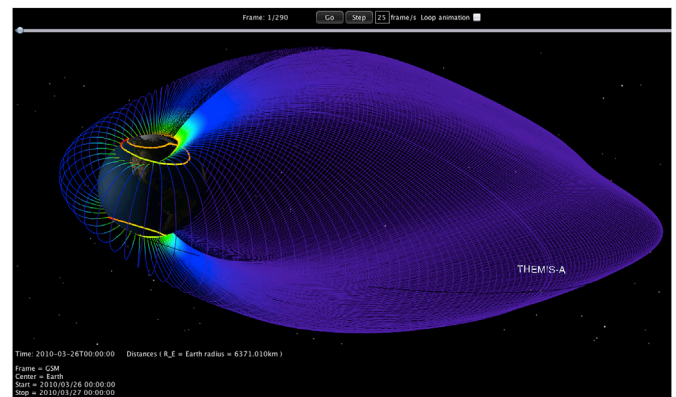 Frame: 1/290 Go Step 25 frame/s Loop animation
THEMIS-A
Time: 2010-03-26T00:00:00 Distances ( R_E = Earth radius = 6371.010km )
Frame = GSM
Center = Earth
Start = 2010/03/26 00:00:00
Stop = 2010/03/27 00:00:00